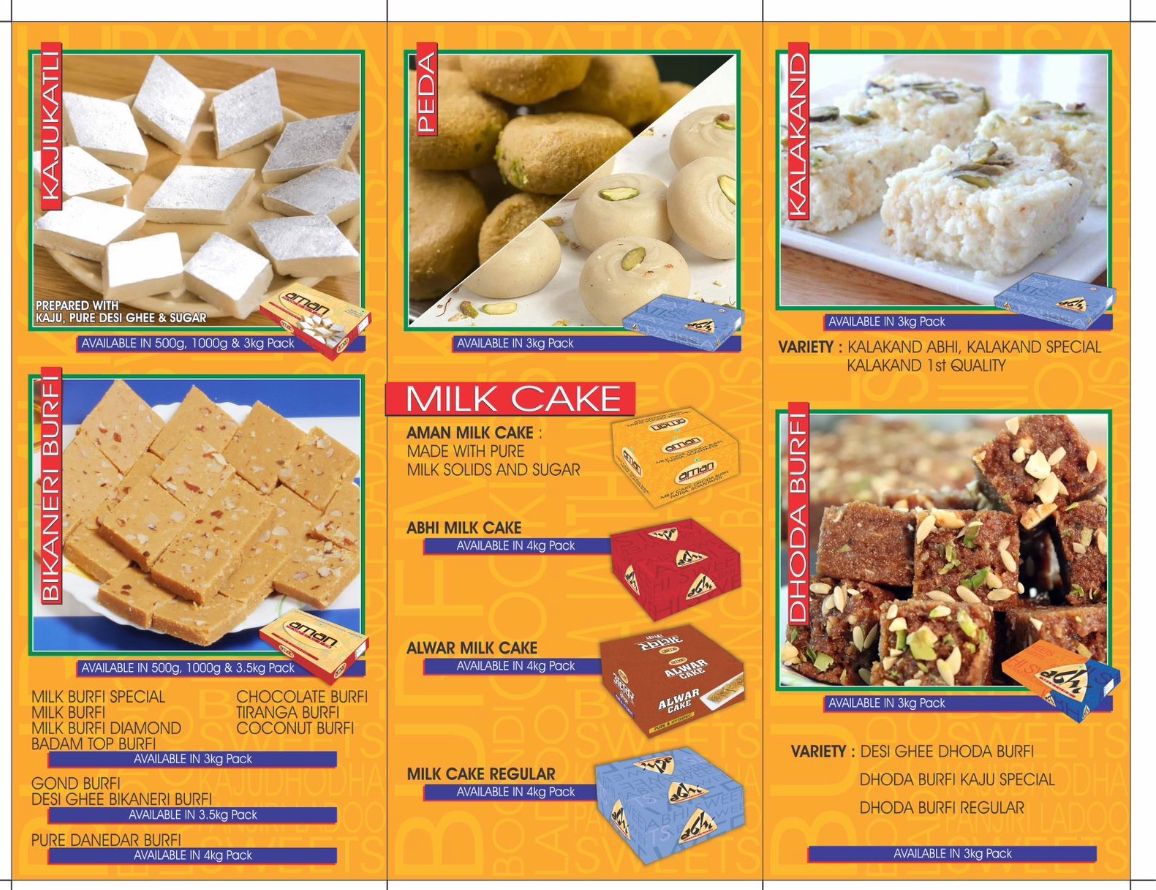 KAJUKATLI
PREPARED WITH
KAJU, PURE DESI GHEE & SUGAR
aman
AVAILABLE IN 500g, 1000g & 3kg Pack
BIKANERI BURFI
aman
AVAILABLE IN 500g, 1000g & 3.5kg Pack
MILK BURFI SPECIAL
MILK BURFI
MILK BURFI DIAMOND
BADAM TOP BURFI
CHOCOLATE BURFI
TIRANGA BURFI
COCONUT BURFI
AVAILABLE IN 3kg Pack
GOND BURFI
DESI GHEE BIKANERI BURFI
AVAILABLE IN 3.5kg Pack
PURE DANEDAR BURFI
AVAILABLE IN 4kg Pack
PEDA
AVAILABLE IN 3kg Pack
MILK CAKE
AMAN MILK CAKE :
MADE WITH PURE
MILK SOLIDS AND SUGAR
aman
aman
aman
ABHI MILK CAKE
AVAILABLE IN 4kg Pack
ALWAR MILK CAKE
AVAILABLE IN 4kg Pack
ALWAR
CAKE
ALWAR
CAKE
MILK CAKE REGULAR
AVAILABLE IN 4kg Pack
KALAKAND
AVAILABLE IN 3kg Pack
VARIETY : KALAKAND ABHI, KALAKAND SPECIAL
KALAKAND 1st QUALITY
DHODA BURFI
AVAILABLE IN 3kg Pack
VARIETY : DESI GHEE DHODA BURFI
DHODA BURFI KAJU SPECIAL
DHODA BURFI REGULAR
AVAILABLE IN 3kg Pack